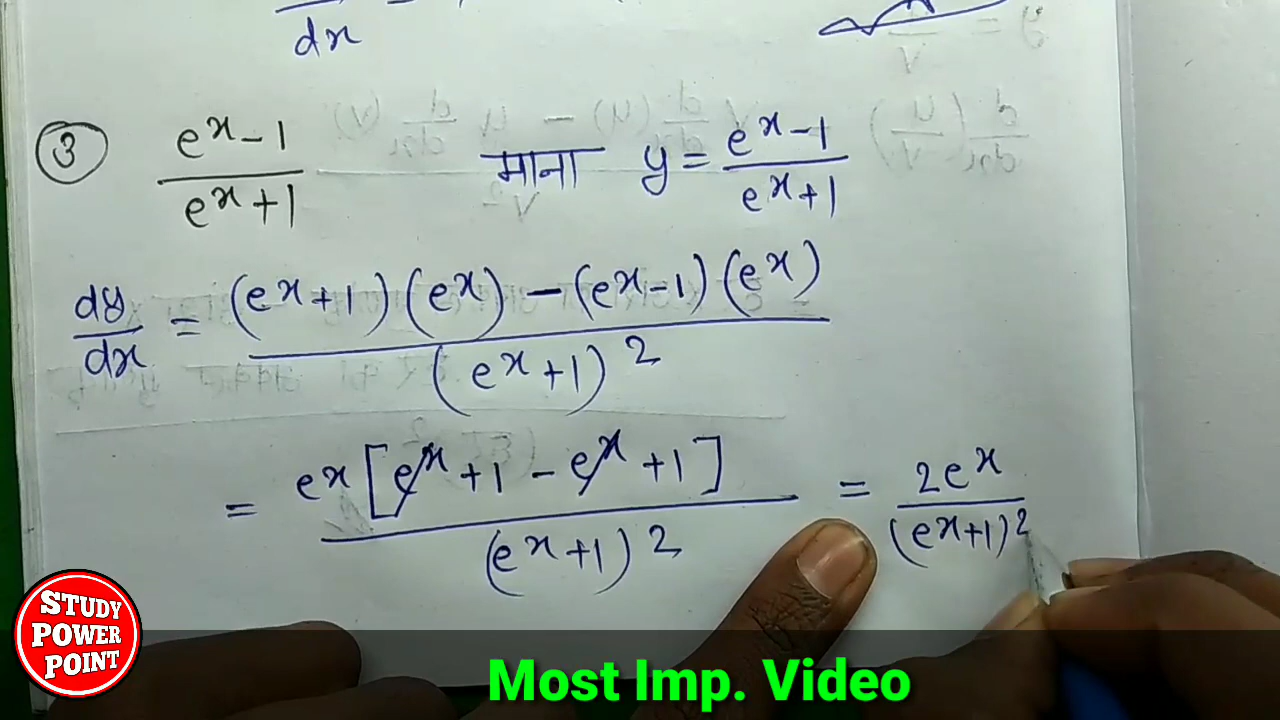 dx
③ e^x-1 / e^x+1 माना y = e^x-1 / e^x+1
dy/dx = (e^x+1)(e^x) - (e^x-1)(e^x) / (e^x+1)^2
= e^x[e^x+1-e^x+1] / (e^x+1)^2 = 2e^x / (e^x+1)^2
STUDY
POWER
POINT
Most Imp. Video